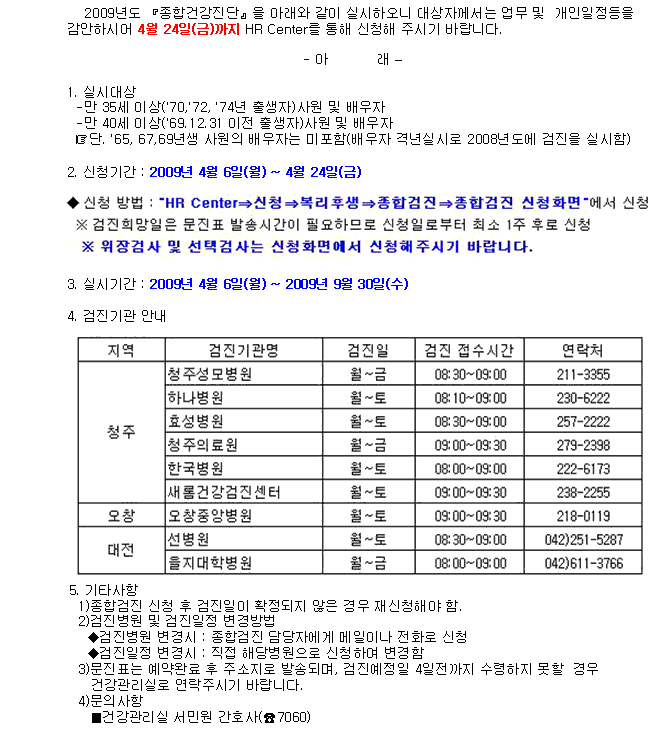 2009년도 『종합건강진단』을 아래와 같이 실시하오니 대상자께서는 업무 및 개인일정등을
감안하시어 4월 24일(금)까지 HR Center를 통해 신청해 주시기 바랍니다.
- 아 래 –
1. 실시대상
-만 35세 이상('70,'72, '74년 출생자)사원 및 배우자
-만 40세 이상('69.12.31 이전 출생자)사원 및 배우자
☞단. '65, 67,69년생 사원의 배우자는 미포함(배우자 격년실시로 2008년도에 검진을 실시함)
2. 신청기간 : 2009년 4월 6일(월) ~ 4월 24일(금)
◆ 신청 방법 : "HR Center⇒신청⇒복리후생⇒종합검진⇒종합검진 신청화면"에서 신청
※ 검진희망일은 문진표 발송시간이 필요하므로 신청일로부터 최소 1주 후로 신청
※ 위장검사 및 선택검사는 신청화면에서 신청해주시기 바랍니다.
3. 실시기간 : 2009년 4월 6일(월) ~ 2009년 9월 30일(수)
4. 검진기관 안내
지역 검진기관명 검진일 검진 접수시간 연락처
청주성모병원 월~금 08:30~09:00 211-3355
하나병원 월~토 08:10~09:00 230-6222
효성병원 월~토 08:30~09:00 257-2222
청주 청주의료원 월~금 09:00~09:30 279-2398
한국병원 월~토 08:00~09:00 222-6173
새롬건강검진센터 월~토 09:00~09:30 238-2255
오창 오창중앙병원 월~토 09:00~09:30 218-0119
대전 선병원 월~토 08:30~09:00 042)251-5287
을지대학병원 월~금 08:00~09:00 042)611-3766
5. 기타사항
1)종합검진 신청 후 검진일이 확정되지 않은 경우 재신청해야 함.
2)검진병원 및 검진일정 변경방법
◆검진병원 변경시 : 종합검진 담당자에게 메일이나 전화로 신청
◆검진일정 변경시 : 직접 해당병원으로 신청하며 변경함
3)문진표는 예약완료 후 주소지로 발송되며, 검진예정일 4일전까지 수령하지 못할 경우
건강관리실로 연락주시기 바랍니다.
4)문의사항
■건강관리실 서민원 간호사(☎7060)